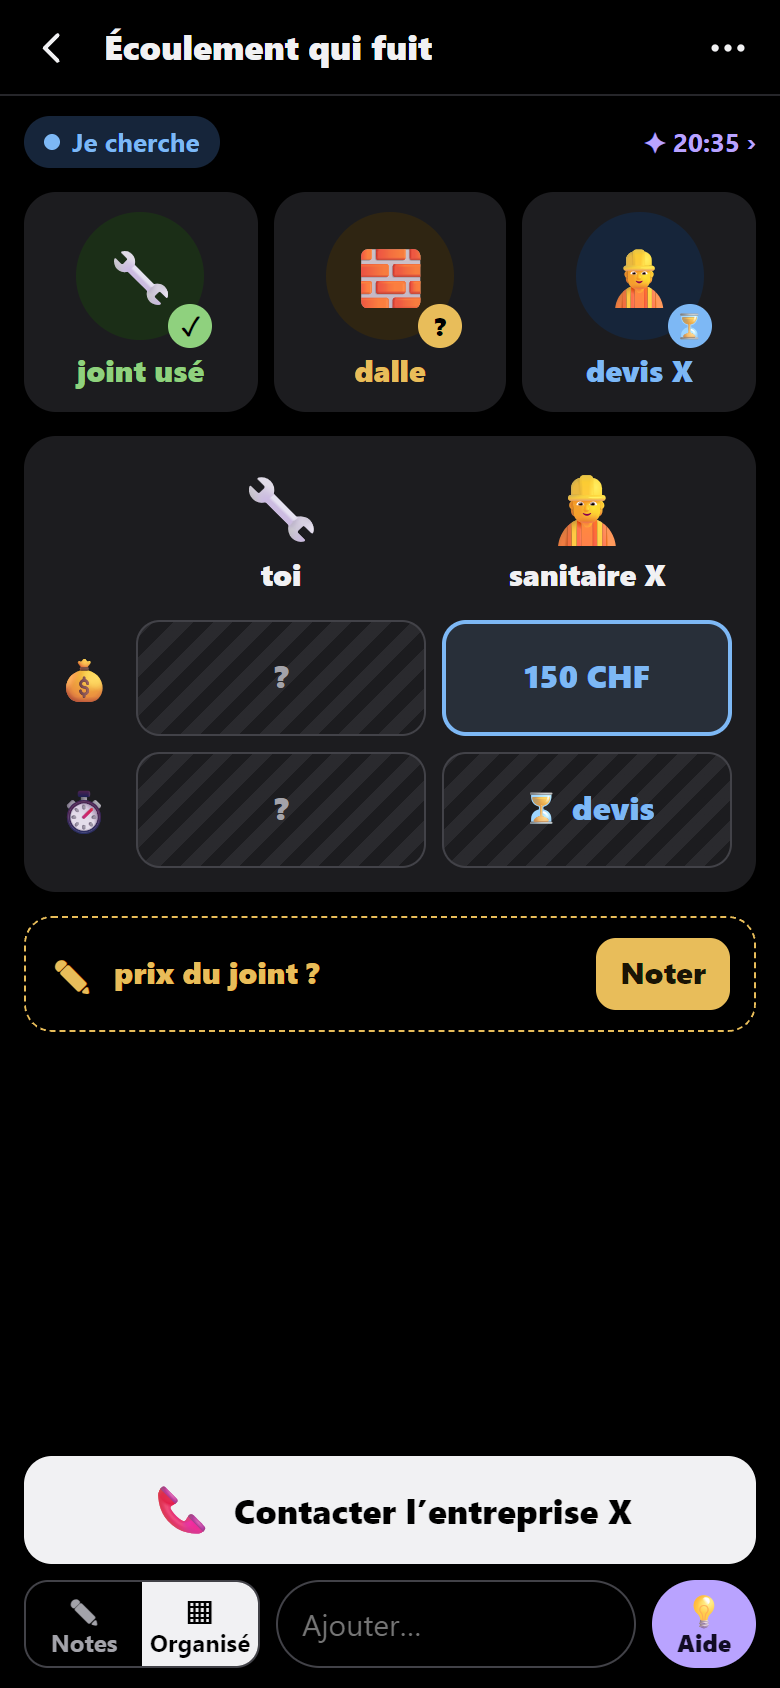 Écoulement qui fuit
Je cherche
20:35 ›
joint usé
?
dalle
devis X
toi
sanitaire X
?
150 CHF
?
devis
prix du joint ?
Noter
Contacter l’entreprise X
Notes
Organisé
Ajouter…
Aide